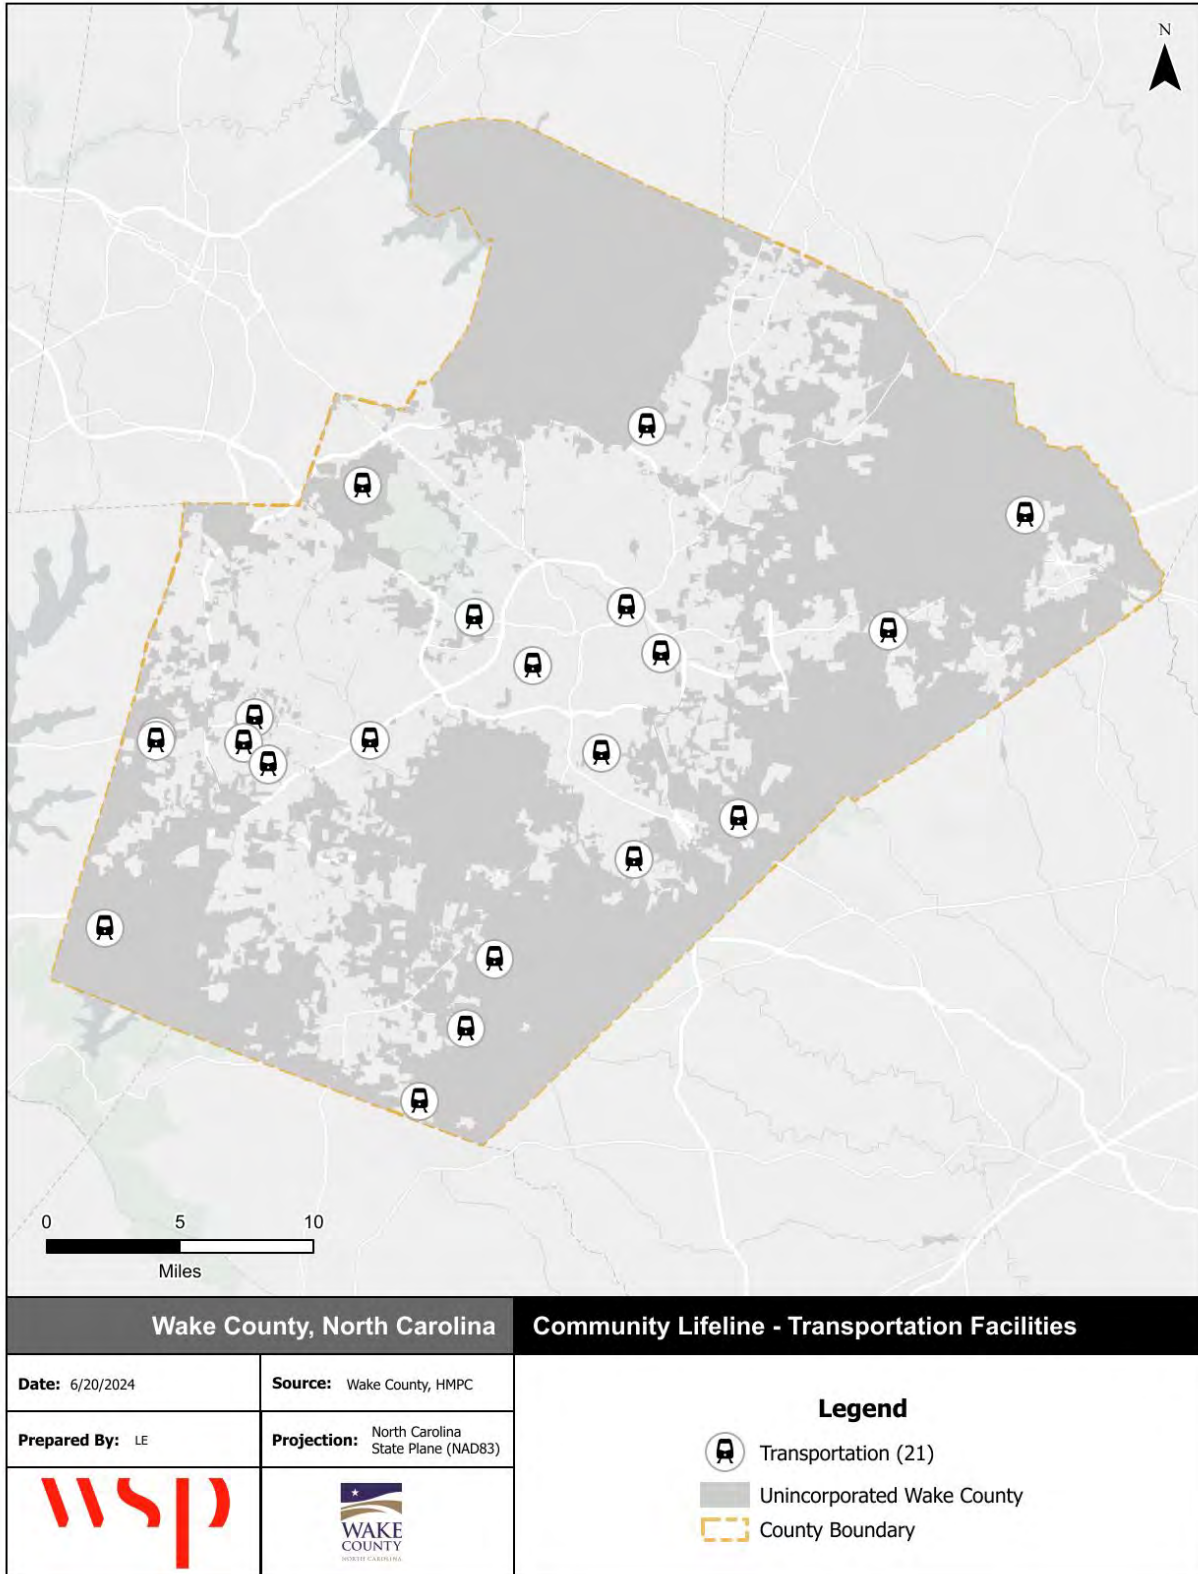 N
0 5 10
Miles
Wake County, North Carolina
Community Lifeline - Transportation Facilities
Date: 6/20/2024
Source: Wake County, HMPC
Prepared By: LE
Projection: North Carolina
State Plane (NAD83)
wsp
WAKE
COUNTY
NORTH CAROLINA
Legend
Transportation (21)
Unincorporated Wake County
County Boundary